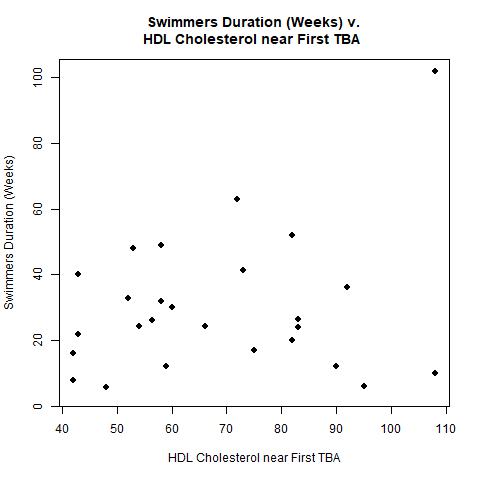 Swimmers Duration (Weeks) v.
HDL Cholesterol near First TBA
Swimmers Duration (Weeks)
100
80
60
40
20
0
40 50 60 70 80 90 100 110
HDL Cholesterol near First TBA